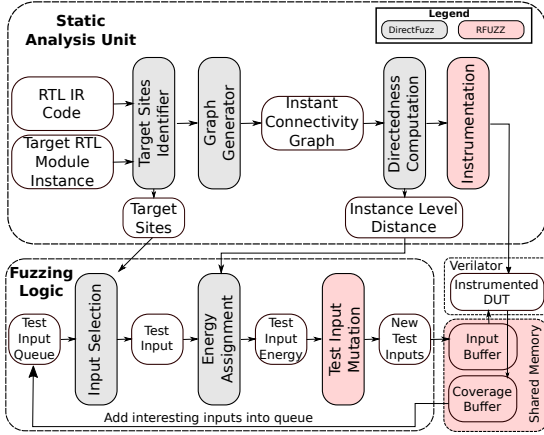 Static
Analysis Unit
Legend
DirectFuzz
RFUZZ
RTL IR
Code
Target RTL
Module
Instance
Target Sites
Identifier
Graph
Generator
Instant
Connectivity
Graph
Directedness
Computation
Instrumentation
Target
Sites
Instance Level
Distance
Fuzzing
Logic
Test
Input
Queue
Input Selection
Test
Input
Energy
Assignment
Test
Input
Energy
Test Input
Mutation
New
Test
Inputs
Verilator
Instrumented
DUT
Input
Buffer
Coverage
Buffer
Shared Memory
Add interesting inputs into queue